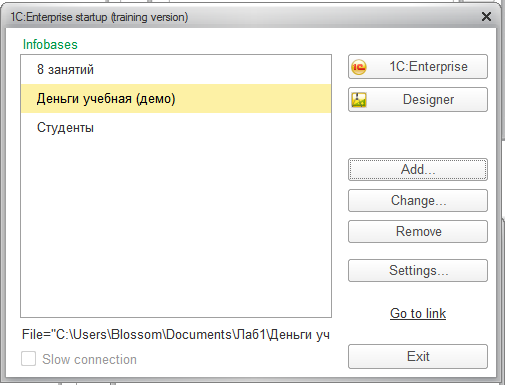 1C:Enterprise startup (training version)
Infobases
8 занятий
Деньги учебная (демо)
Студенты
1C:Enterprise
Designer
Add...
Change...
Remove
Settings...
Go to link
File="C:\Users\Blossom\Documents\Лаб1\Деньги уч
Slow connection
Exit